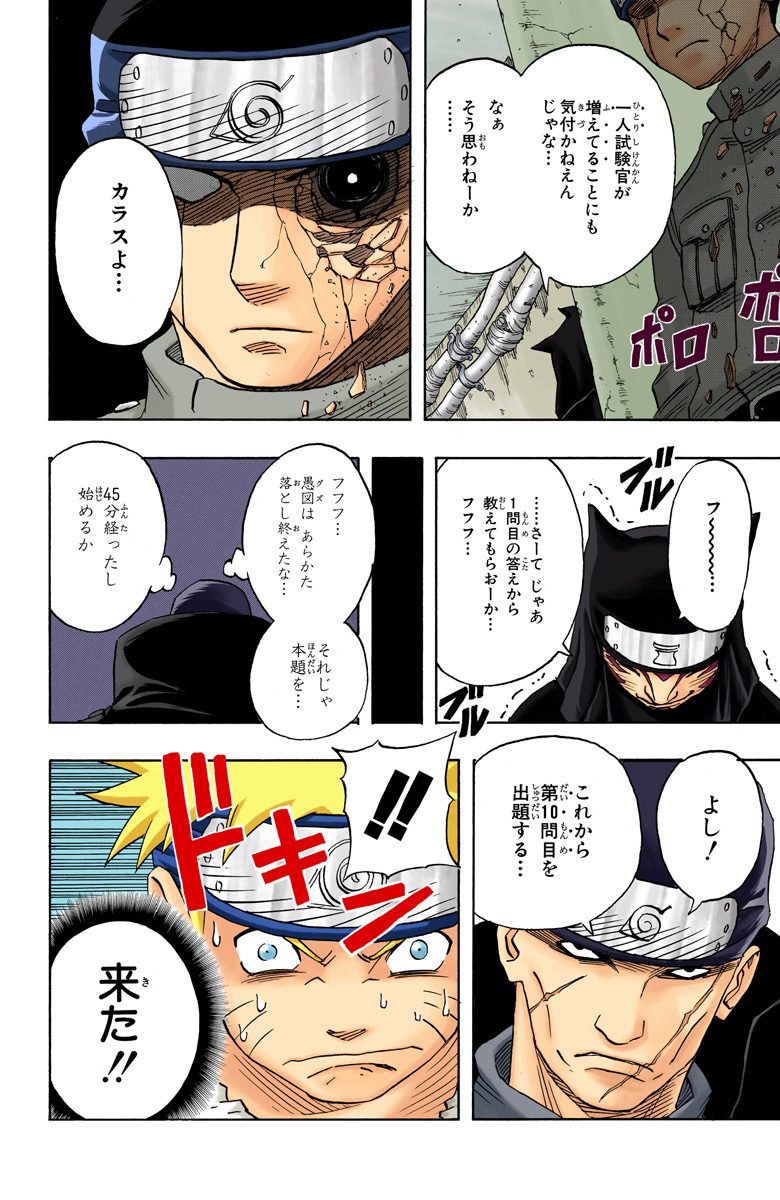 一人試験官が
増えてることにも
気付かねえん
じゃな…
なぁ
そう思わねーか
……
ポロ
ポロ
カラスよ…
フ〜〜〜〜……
ブル
ブル
……さーて じゃあ
1問目の答えから
教えてもらおーか…
フフフ…
フフフ…
愚図は あらかた
落とし終えたな…
それじゃ
本題を…
45分経ったし
始めるか
よし!
これから
第10問目を
出題する…
!!
ドキン
来た!!